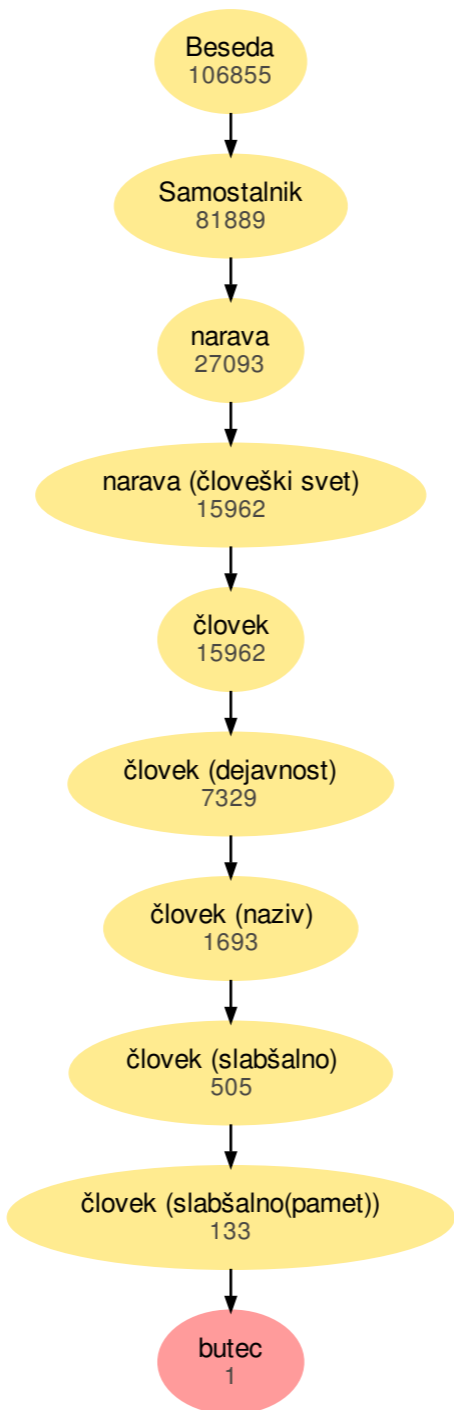 Beseda
106855
Samostalnik
81889
narava
27093
narava (človeški svet)
15962
človek
15962
človek (dejavnost)
7329
človek (naziv)
1693
človek (slabšalno)
505
človek (slabšalno(pamet))
133
butec
1